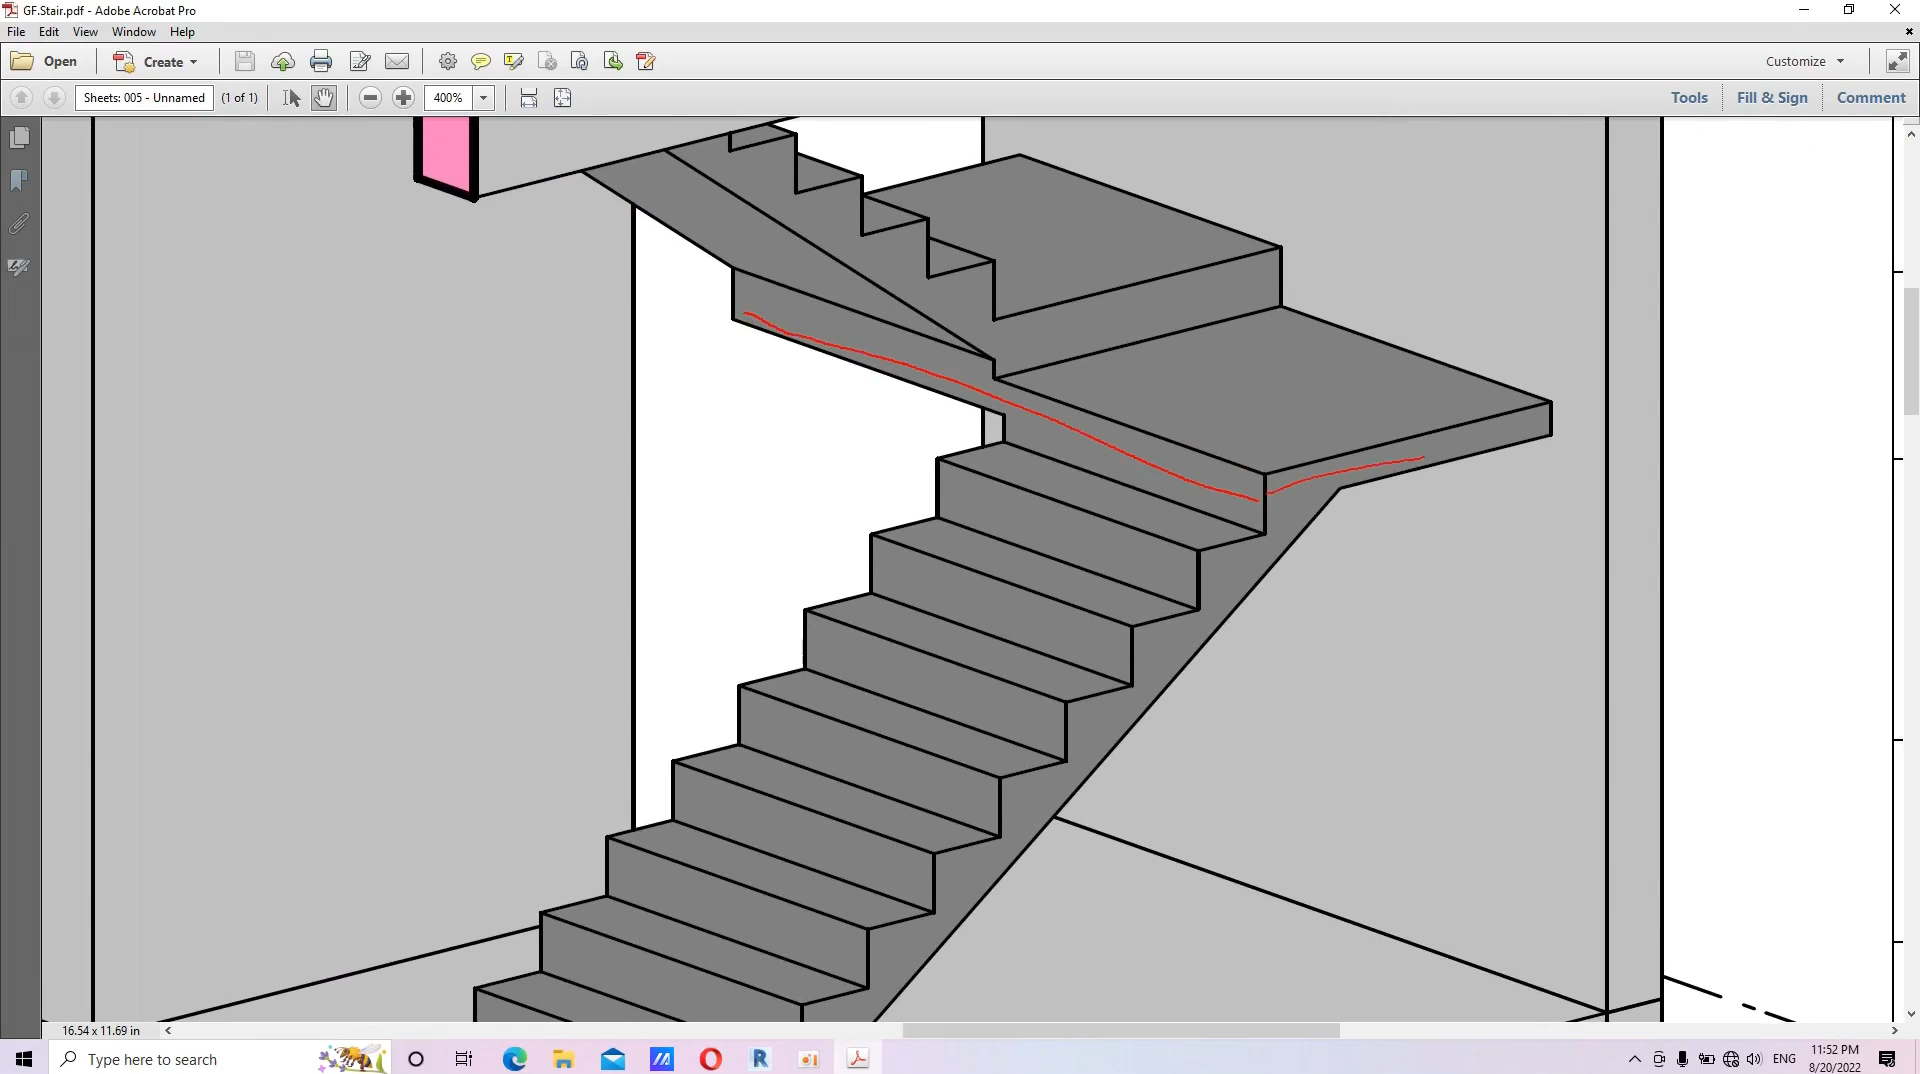 GF.Stair.pdf - Adobe Acrobat Pro
File Edit View Window Help
Open Create Customize
Sheets: 005 - Unnamed (1 of 1) 400% Tools Fill & Sign Comment
16.54 x 11.69 in
Type here to search R ENG 11:52 PM
8/20/2022